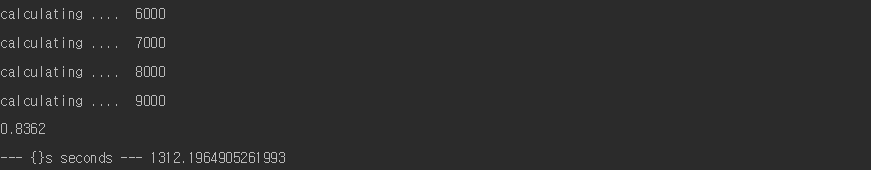 calculating .... 6000
calculating .... 7000
calculating .... 8000
calculating .... 9000
0.8362
--- {}s seconds --- 1312.1964905261993